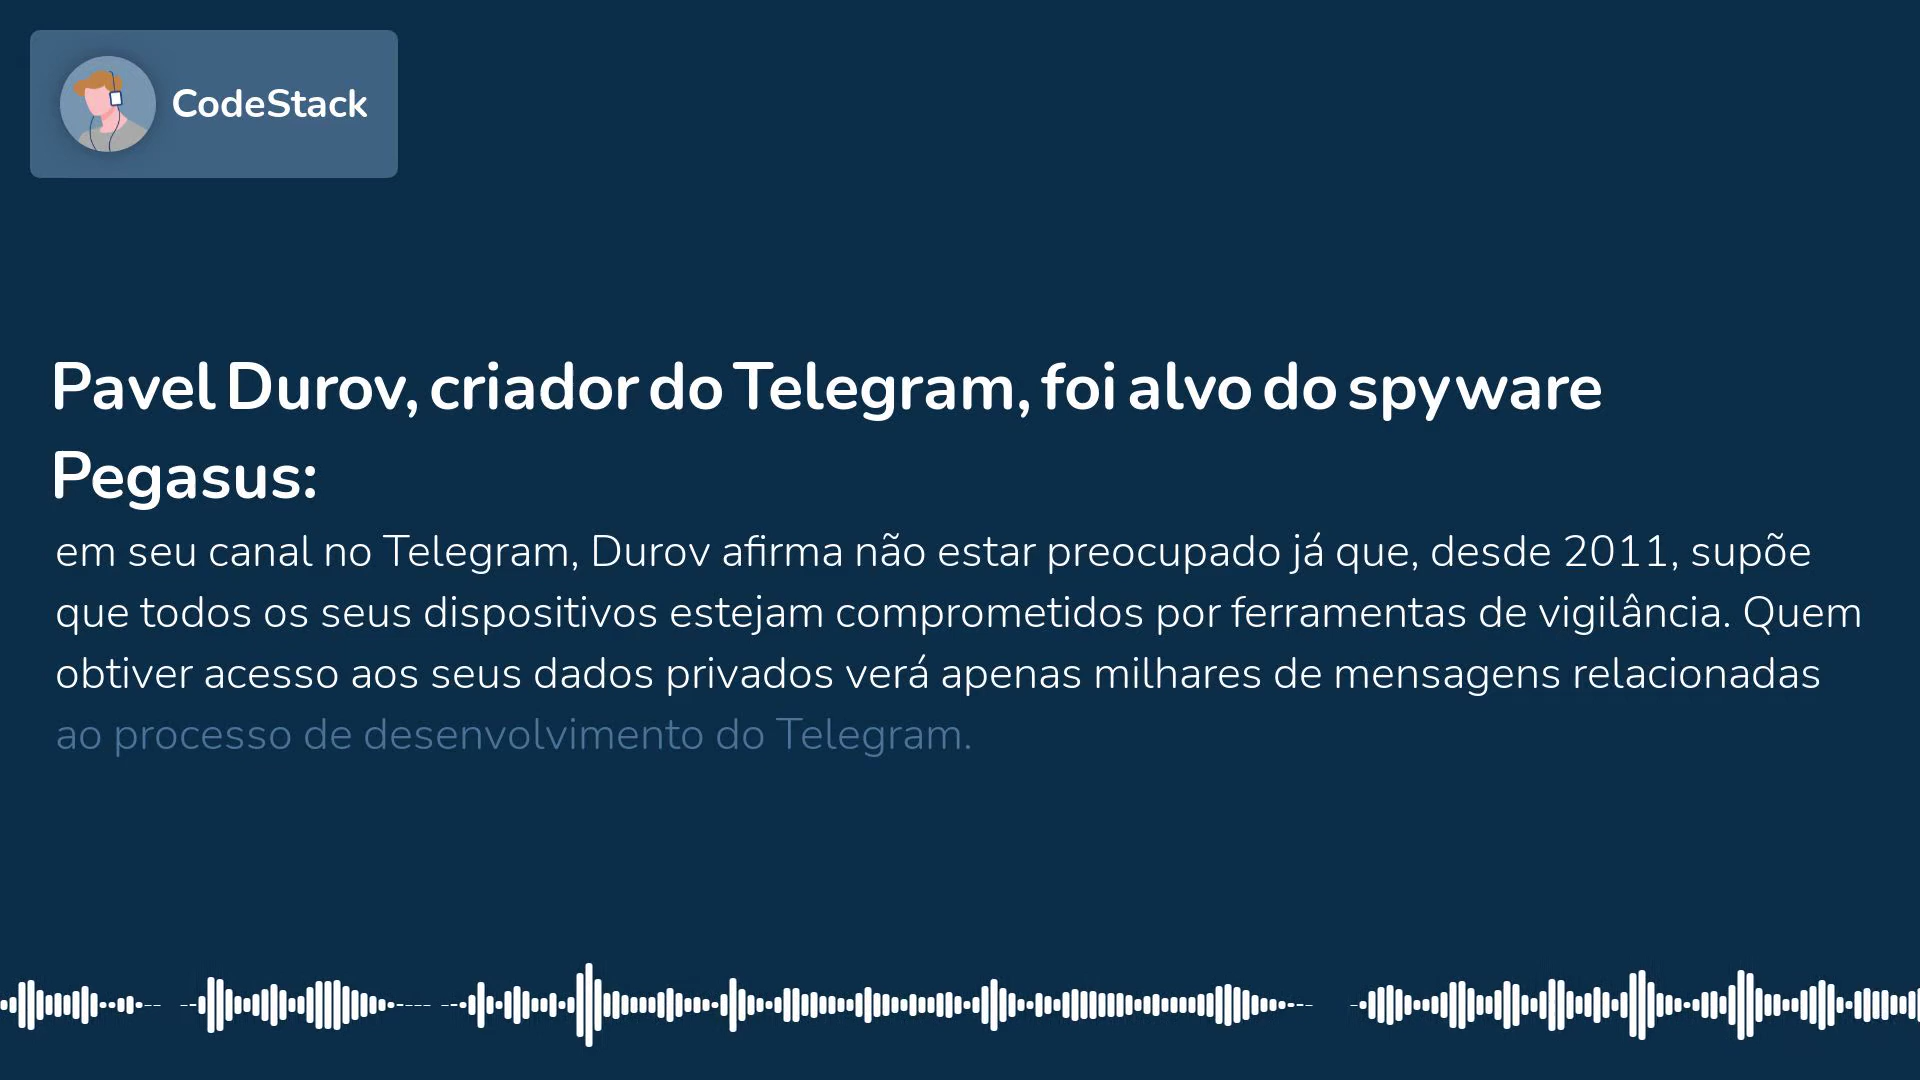 CodeStack
Pavel Durov, criador do Telegram, foi alvo do spyware
Pegasus:
em seu canal no Telegram, Durov afirma não estar preocupado já que, desde 2011, supõe
que todos os seus dispositivos estejam comprometidos por ferramentas de vigilância. Quem
obtiver acesso aos seus dados privados verá apenas milhares de mensagens relacionadas
ao processo de desenvolvimento do Telegram.